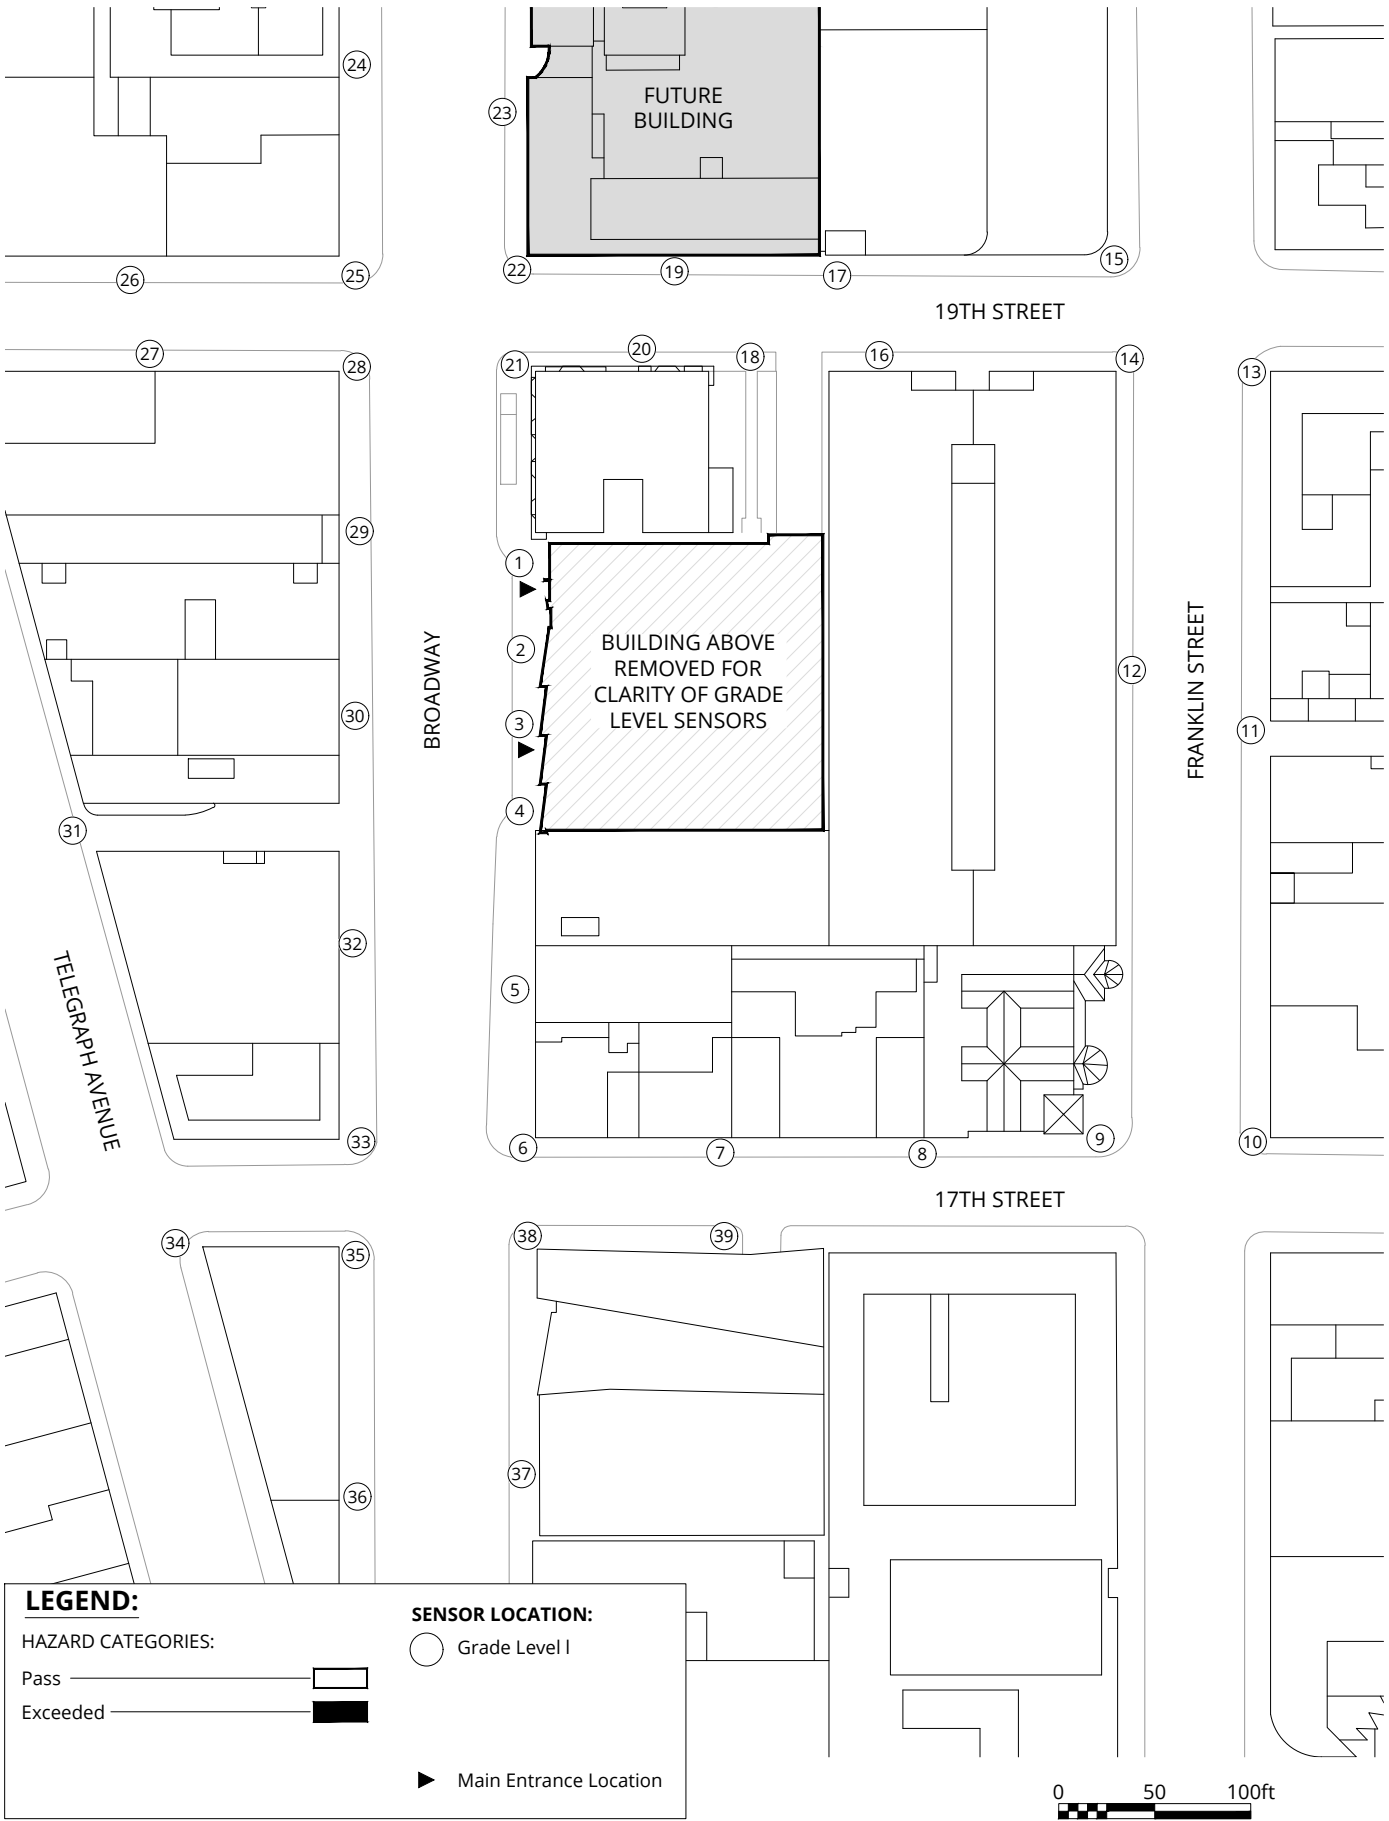 24
FUTURE
BUILDING
23
22
19
17
15
26
25
19TH STREET
27
28
21
20
18
16
14
13
29
1
2
3
4
BROADWAY
BUILDING ABOVE
REMOVED FOR
CLARITY OF GRADE
LEVEL SENSORS
12
FRANKLIN STREET
11
30
31
32
5
TELEGRAPH AVENUE
33
6
7
8
9
10
17TH STREET
34
35
38
39
37
36
LEGEND:
HAZARD CATEGORIES:
Pass
Exceeded
SENSOR LOCATION:
Grade Level l
Main Entrance Location
0 50 100ft